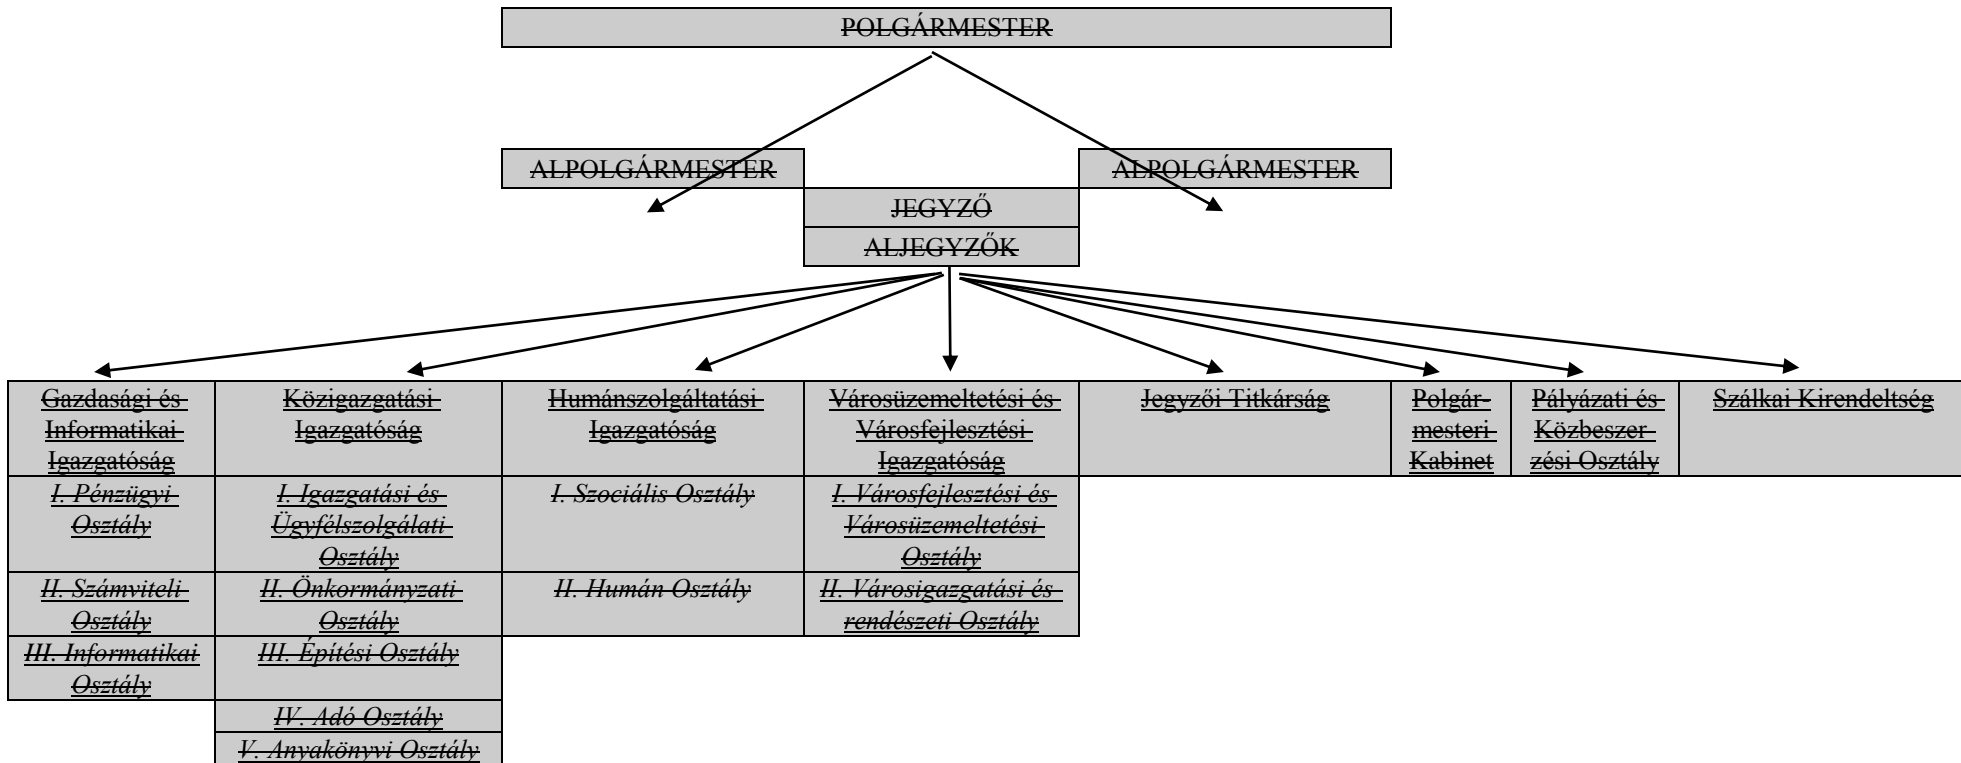 POLGÁRMESTER
ALPOLGÁRMESTER
ALPOLGÁRMESTER
JEGYZŐ
ALJEGYZŐK
Gazdasági és
Informatikai
Igazgatóság
Közigazgatási
Igazgatóság
Humánszolgáltatási
Igazgatóság
Városüzemeltetési és
Városfejlesztési
Igazgatóság
Jegyzői Titkárság
Polgár-
mesteri
Kabinet
Pályázati és
Közbeszer
zési Osztály
Szálkai Kirendeltség
I. Pénzügyi
Osztály
I. Igazgatási és
Ügyfélszolgálati
Osztály
I. Szociális Osztály
I. Városfejlesztési és
Városüzemeltetési
Osztály
II. Számviteli
Osztály
II. Önkormányzati
Osztály
II. Humán Osztály
II. Városigazgatási és
rendészeti Osztály
III. Informatikai
Osztály
III. Építési Osztály
IV. Adó Osztály
V. Anyakönyvi Osztály